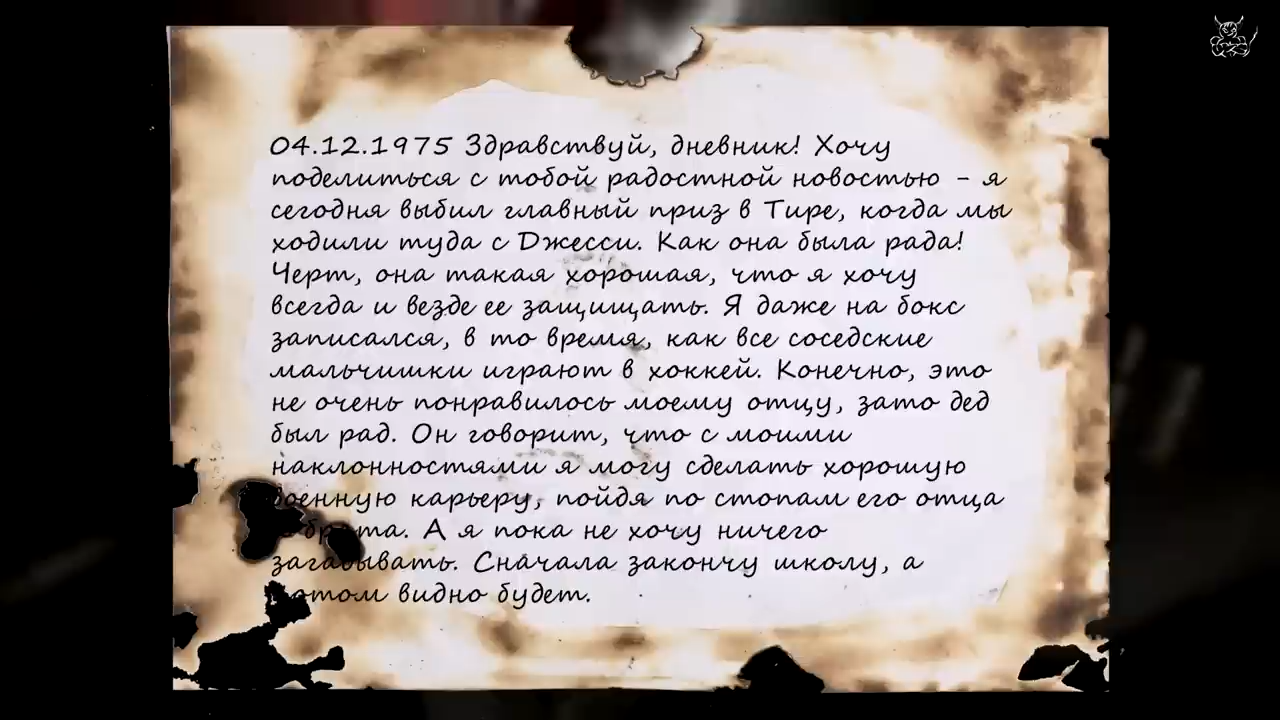 04.12.1975 Здравствуй, дневник! Хочу
поделиться с тобой радостной новостью - я
сегодня выбил главный приз в Тире, когда мы
ходили туда с Джесси. Как она была рада!
Черт, она такая хорошая, что я хочу
всегда и везде ее защищать. Я даже на бокс
записался, в то время, как все соседские
мальчишки играют в хоккей. Конечно, это
не очень понравилось моему отцу, зато дед
был рад. Он говорит, что с моими
наклонностями я могу сделать хорошую
военную карьеру, пойдя по стопам его отца
А я пока не хочу ничего
загадывать. Сначала закончу школу, а
потом видно будет.